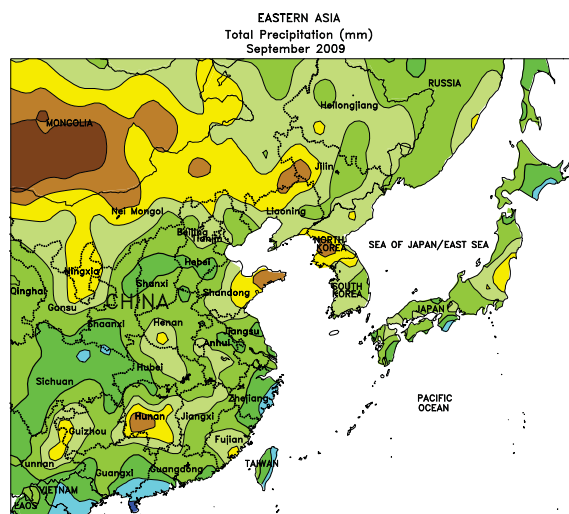 EASTERN ASIA
Total Precipitation (mm)
September 2009
RUSSIA
Heilongjiang
MONGOLIA
Jilin
Nei Mongol
Liaoning
Beijing
Tianjin
NORTH
KOREA
SEA OF JAPAN/EAST SEA
Hebei
Ningxia
Shanxi
Qinghai
Shandong
SOUTH
KOREA
CHINA
Gansu
JAPAN
Shaanxi
Henan
Jiangsu
Anhui
Hubei
Sichuan
Zhejiang
PACIFIC
OCEAN
Hunan
Jiangxi
Guizhou
Fujian
Yunnan
TAIWAN
Guangxi
Guangdong
VIETNAM
LAOS